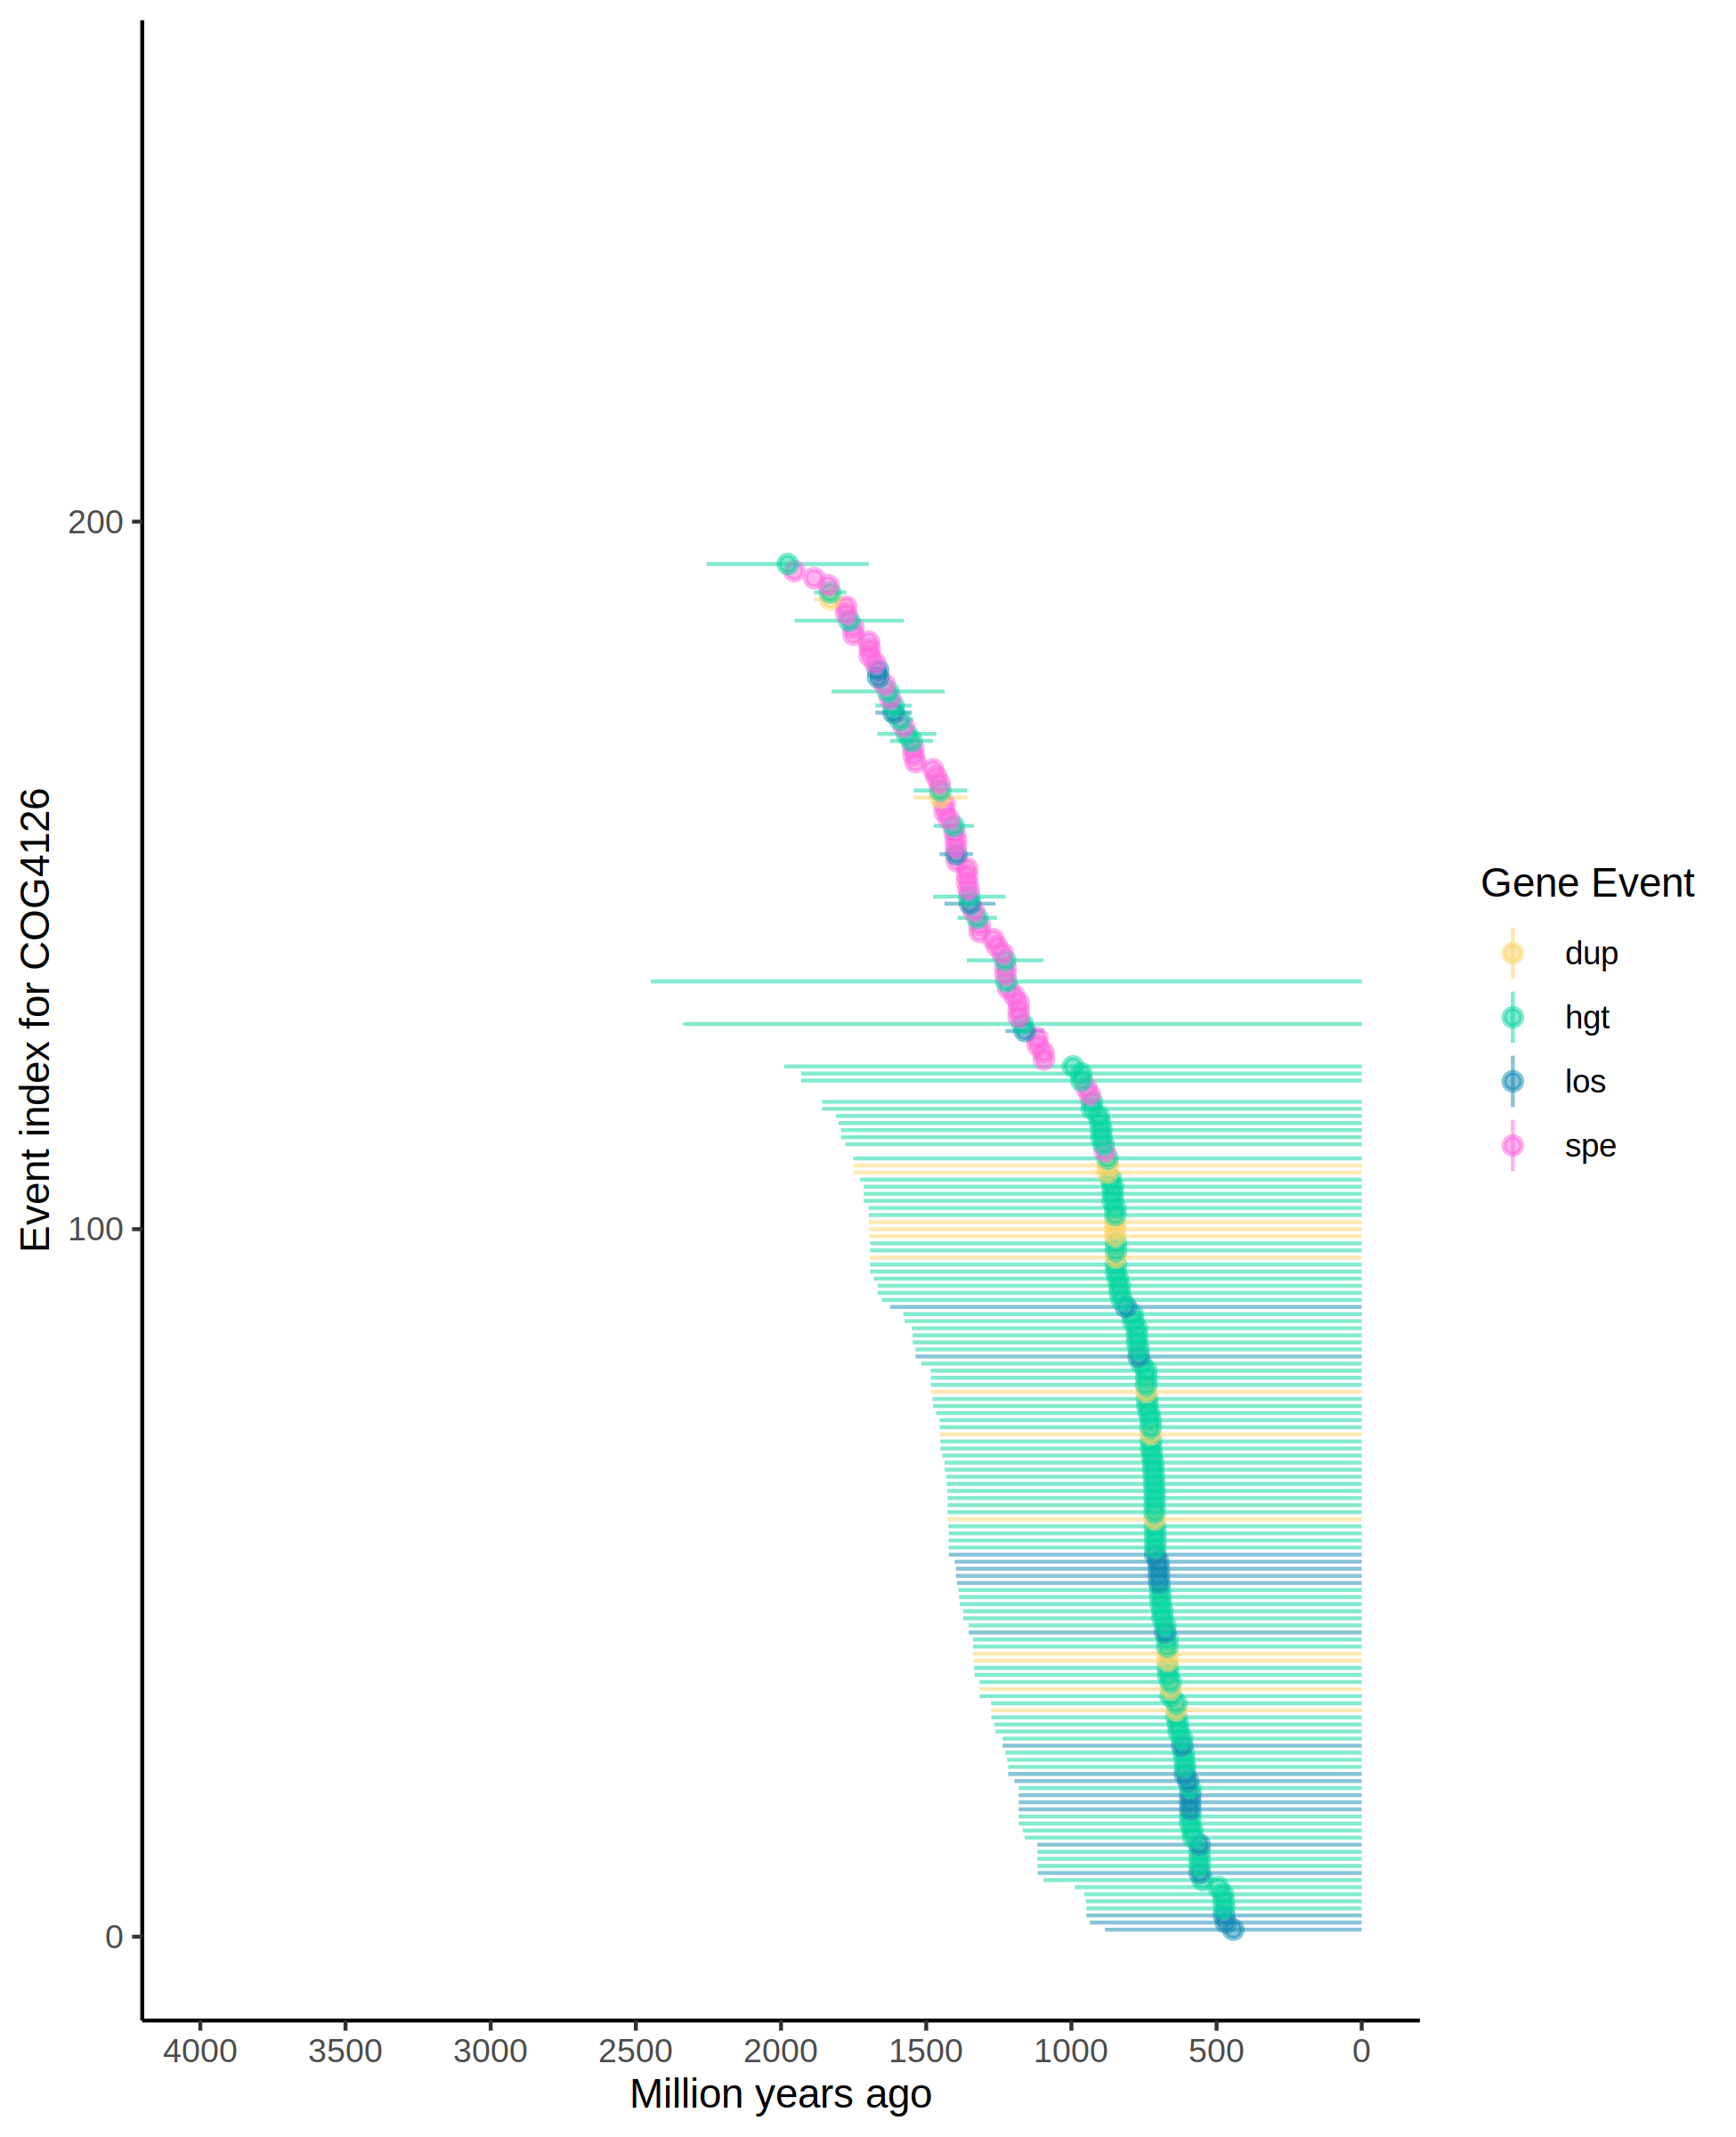 Event index for COG4126
200
100
0
4000 3500 3000 2500 2000 1500 1000 500 0
Million years ago
Gene Event
dup
hgt
los
spe